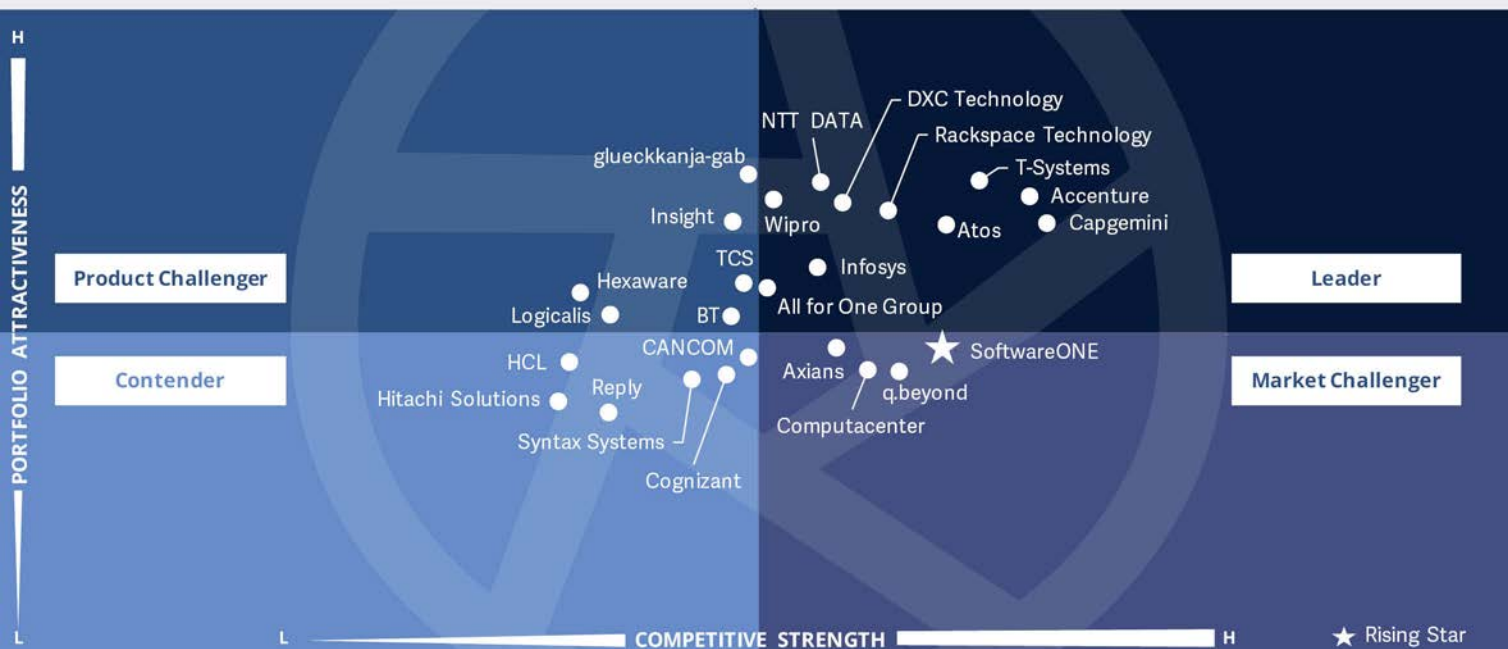 H
DXC Technology
NTT DATA
Rackspace Technology
glueckkanja-gab
T-Systems
Accenture
Insight
Wipro
Atos
Capgemini
TCS
Infosys
Product Challenger
Hexaware
Leader
All for One Group
Logicalis
BT
CANCOM
SoftwareONE
HCL
Axians
Contender
Market Challenger
Reply
q.beyond
Hitachi Solutions
Computacenter
Syntax Systems
Cognizant
PORTFOLIO ATTRACTIVENESS
L
L
COMPETITIVE STRENGTH
H
Rising Star